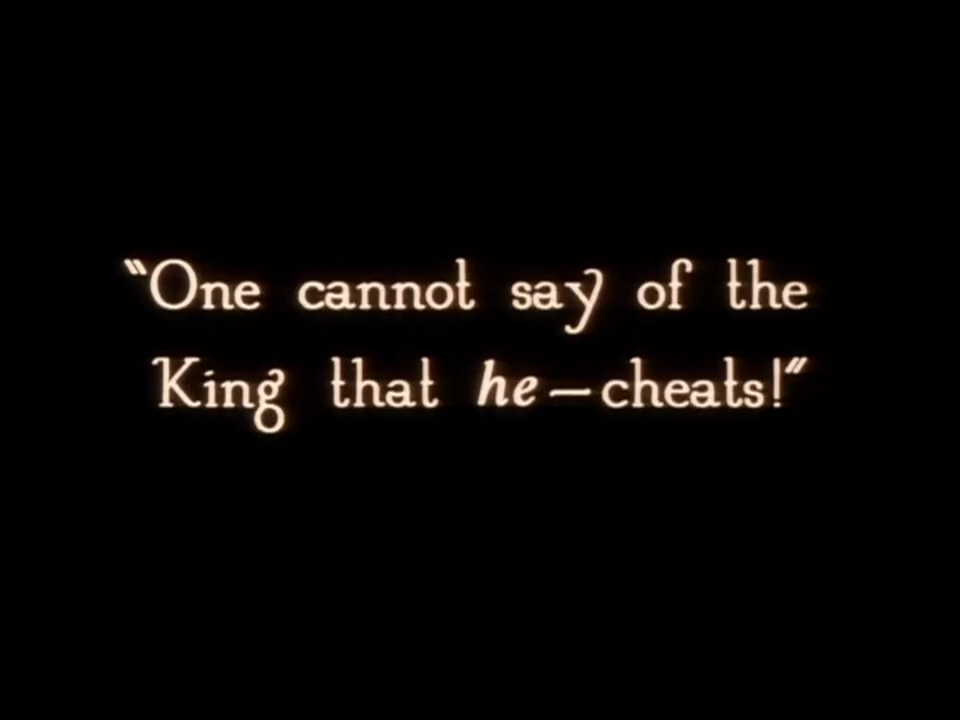 "One cannot say of the
King that he—cheats!"